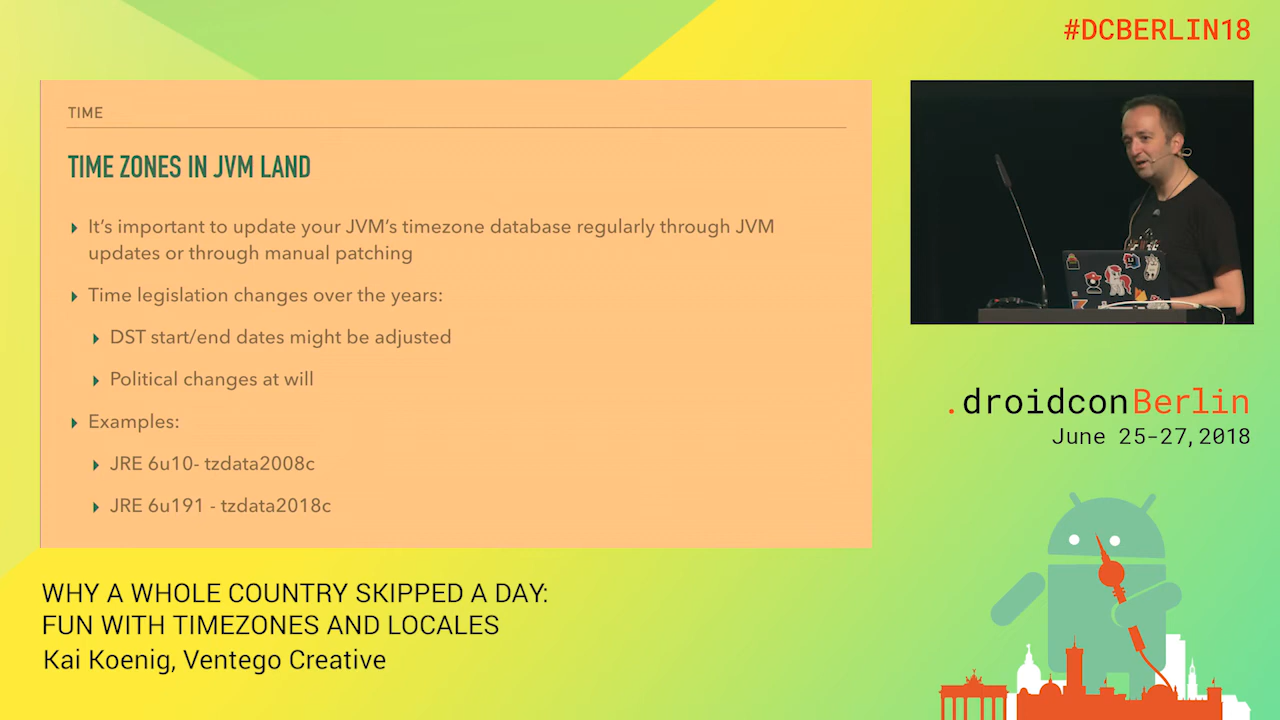 #DCBERLIN18
TIME
TIME ZONES IN JVM LAND
It’s important to update your JVM’s timezone database regularly through JVM
updates or through manual patching
Time legislation changes over the years:
DST start/end dates might be adjusted
Political changes at will
Examples:
JRE 6u10- tzdata2008c
JRE 6u191 - tzdata2018c
.droidconBerlin
June 25-27,2018
WHY A WHOLE COUNTRY SKIPPED A DAY:
FUN WITH TIMEZONES AND LOCALES
Kai Koenig, Ventego Creative